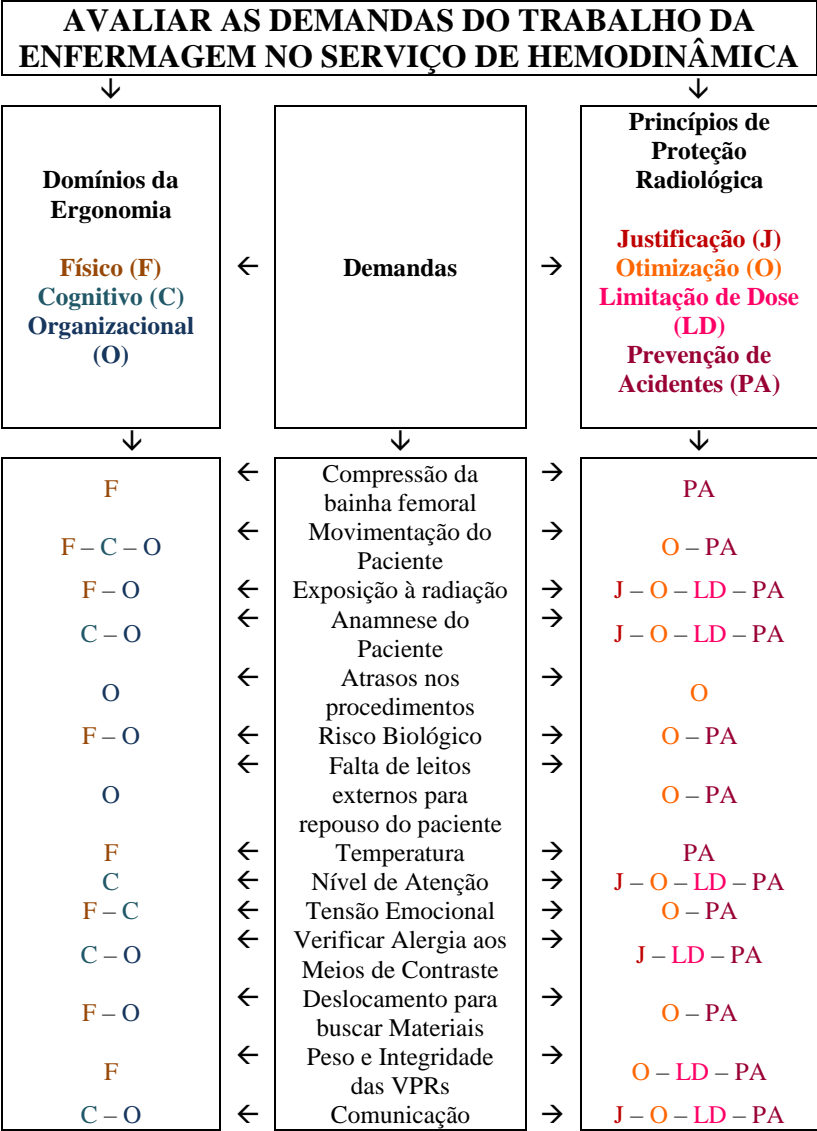 AVALIAR AS DEMANDAS DO TRABALHO DA
ENFERMAGEM NO SERVIÇO DE HEMODINÂMICA
↓ ↓
Domínios da
Ergonomia
Físico (F)
Cognitivo (C)
Organizacional
(O)
← Demandas →
Princípios de
Proteção
Radiológica
Justificação (J)
Otimização (O)
Limitação de Dose
(LD)
Prevenção de
Acidentes (PA)
↓ ↓ ↓
F ← Compressão da → PA
bainha femoral
F – C – O ← Movimentação do → O – PA
Paciente
F – O ← Exposição à radiação → J – O – LD – PA
C – O ← Anamnese do → J – O – LD – PA
Paciente
O ← Atrasos nos → O
procedimentos
F – O ← Risco Biológico → O – PA
O ← Falta de leitos → O – PA
externos para
repouso do paciente
F ← Temperatura → PA
C ← Nível de Atenção → J – O – LD – PA
F – C ← Tensão Emocional → O – PA
C – O ← Verificar Alergia aos → J – LD – PA
Meios de Contraste
F – O ← Deslocamento para → O – PA
buscar Materiais
F ← Peso e Integridade → O – LD – PA
das VPRs
C – O ← Comunicação → J – O – LD – PA